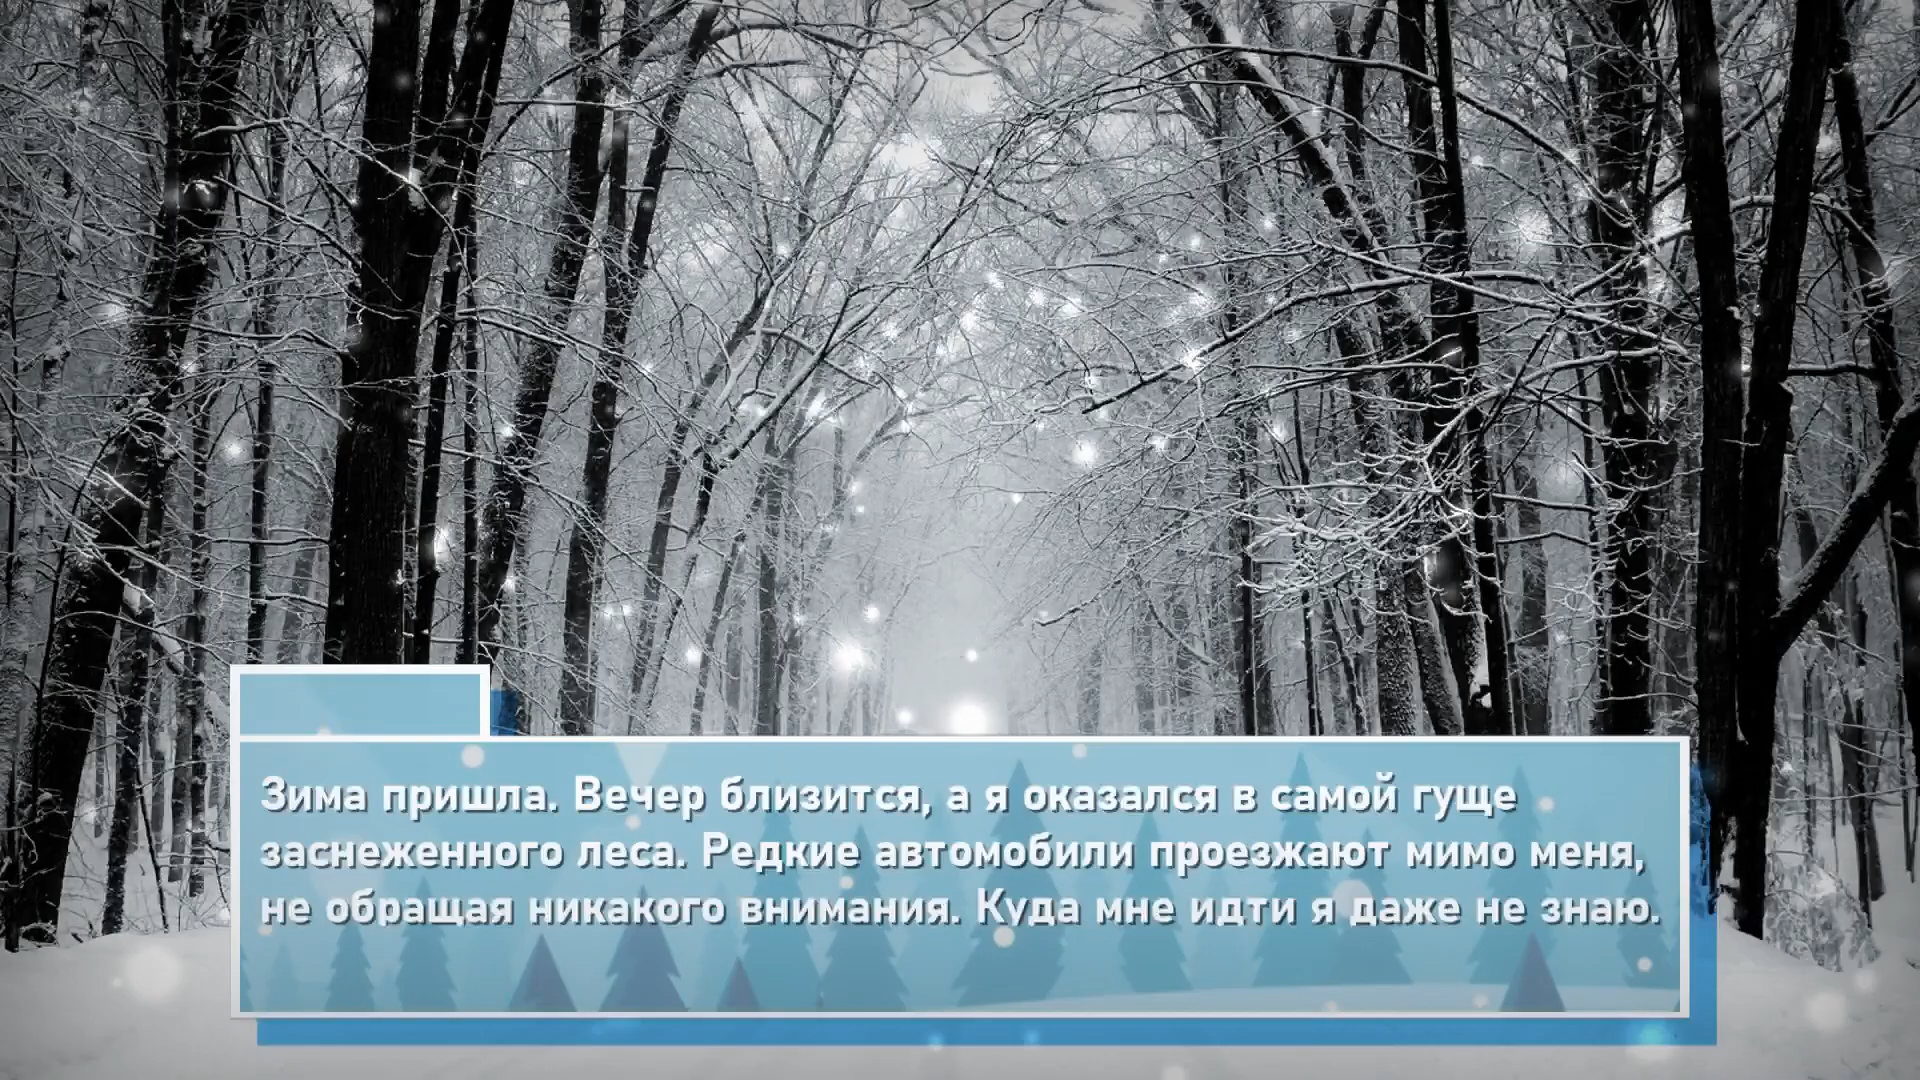 Зима пришла. Вечер близится, а я оказался в самой гуще
заснеженного леса. Редкие автомобили проезжают мимо меня,
не обращая никакого внимания. Куда мне идти я даже не знаю.